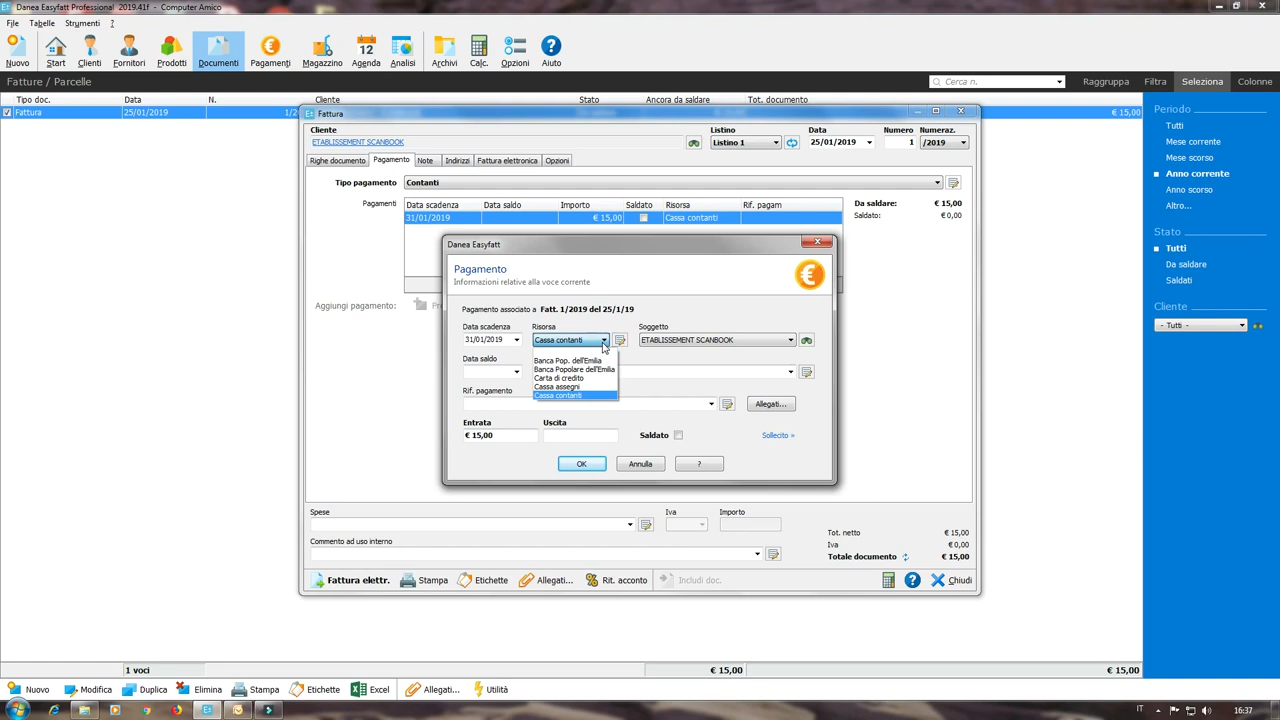 Danea Easyfatt Professional 2019.41f - Computer Amico
File Tabelle Strumenti ?
Nuovo Start Clienti Fornitori Prodotti Documenti Pagamenti Magazzino 12 Agenda Analisi Archivi Calc. Opzioni Aiuto
Fatture / Parcelle Cerca n. Raggruppa Filtra Seleziona Colonne
Tipo doc. Data N. Cliente Stato Ancora da saldare Tot. documento
Fattura 25/01/2019 € 15,00
Periodo
Tutti
Mese corrente
Mese scorso
Anno corrente
Anno scorso
Altro...
Stato
Tutti
Da saldare
Saldati
Cliente
- Tutti -
Fattura
Cliente Listino Data Numero Numeraz.
ETABLISSEMENT SCANBOOK Listino 1 25/01/2019 1 /2019
Righe documento Pagamento Note Indirizzi Fattura elettronica Opzioni
Tipo pagamento Contanti
Pagamenti Data scadenza Data saldo Importo Saldato Risorsa Rif. pagam Da saldare: € 15,00
31/01/2019 € 15,00 Cassa contanti Saldato: € 0,00
Aggiungi pagamento:
Danea Easyfatt
Pagamento
Informazioni relative alla voce corrente
Pagamento associato a Fatt. 1/2019 del 25/1/19
Data scadenza Risorsa Soggetto
31/01/2019 Cassa contanti ETABLISSEMENT SCANBOOK
Data saldo
Banca Pop. dell'Emilia
Banca Popolare dell'Emilia
Carta di credito
Cassa assegni
Cassa contanti
Rif. pagamento
Allegati...
Entrata Uscita
€ 15,00 Saldato Sollecito »
OK Annulla ?
Spese Iva Importo
Commento ad uso interno
Tot. netto € 15,00
Iva € 0,00
Totale documento € 15,00
Fattura elettr. Stampa Etichette Allegati... Rit. acconto Includi doc. Chiudi
1 voci € 15,00 € 15,00
Nuovo Modifica Duplica Elimina Stampa Etichette Excel Allegati... Utilità
IT 16:37